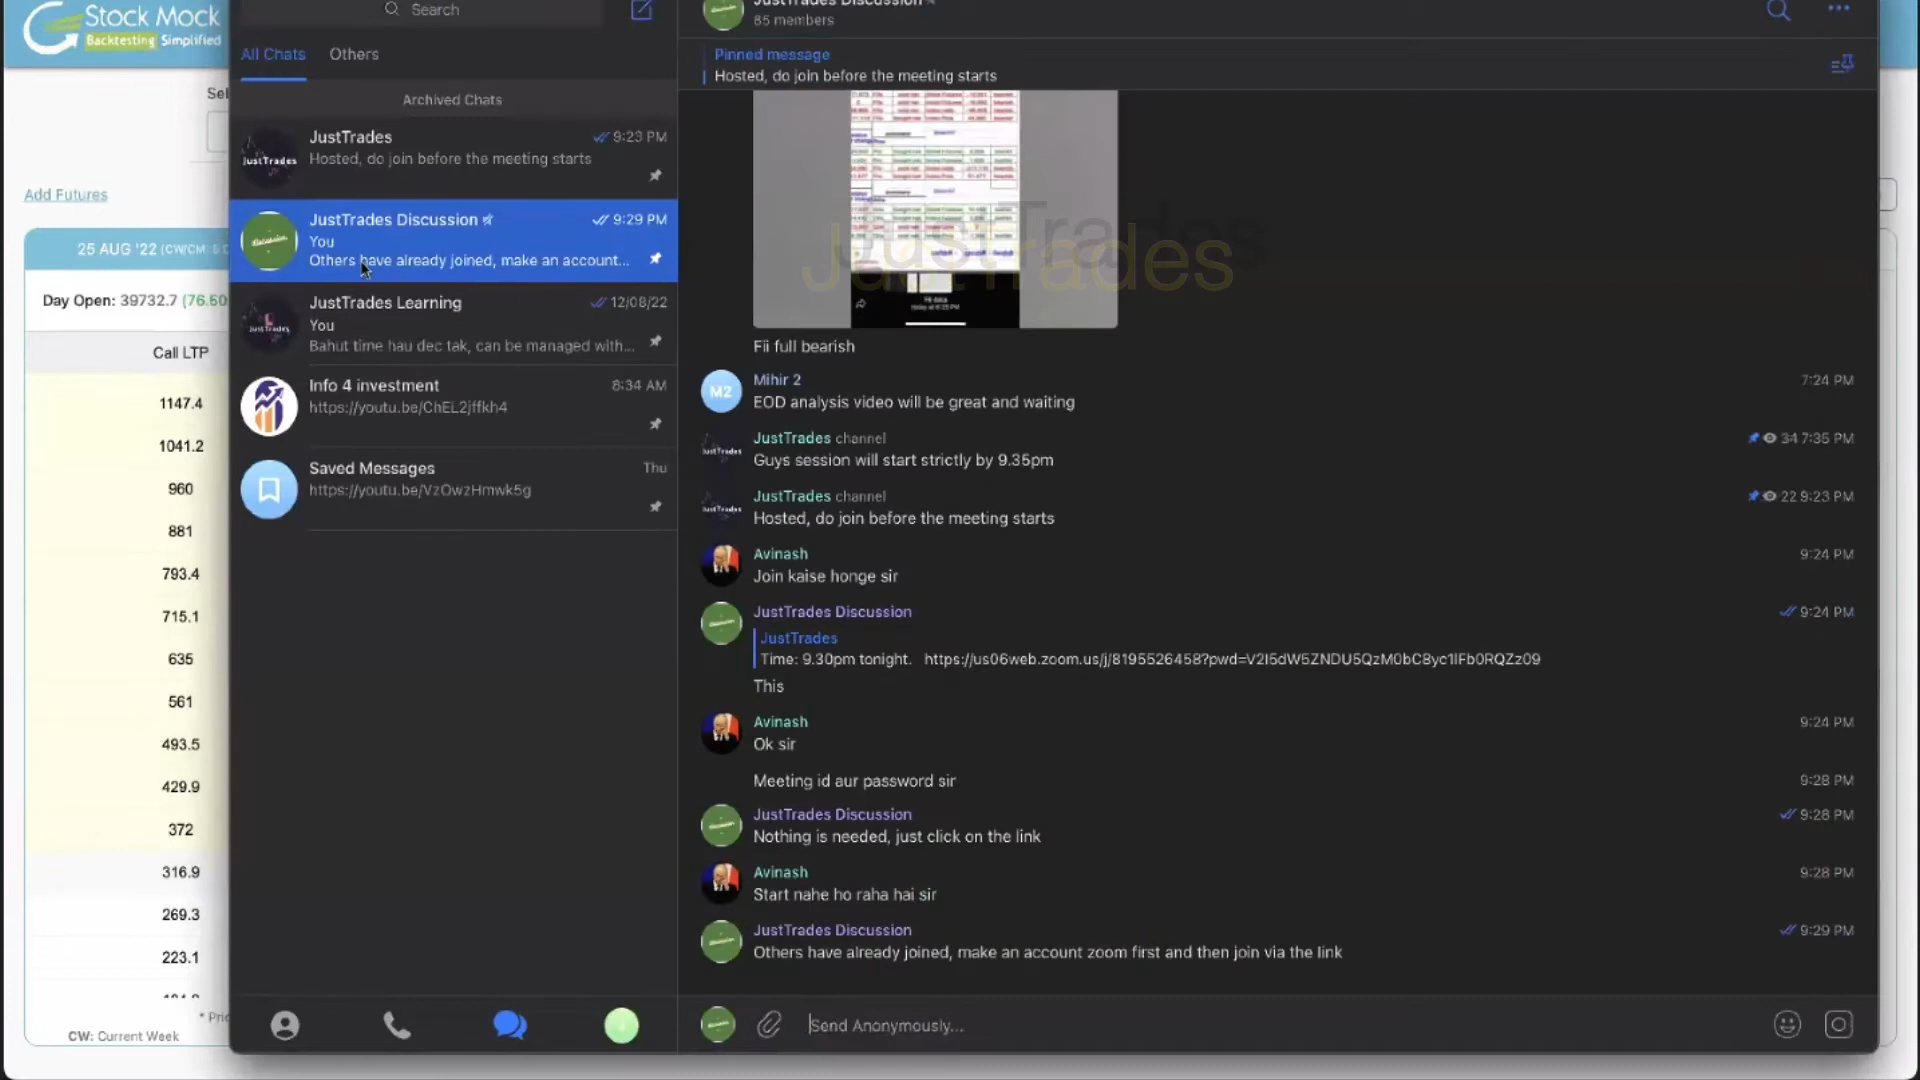 Stock Mock
Backtesting Simplified
Add Futures
25 AUG '22
Day Open: 39732.7
Call LTP
1147.4
1041.2
960
881
793.4
715.1
635
561
493.5
429.9
372
316.9
269.3
223.1
CW: Current Week
Search
All Chats
Others
Archived Chats
JustTrades
9:23 PM
Hosted, do join before the meeting starts
JustTrades Discussion
9:29 PM
You
Others have already joined, make an account...
JustTrades Learning
12/08/22
You
Bahut time hau dec tak, can be managed with...
Info 4 investment
8:34 AM
https://youtu.be/ChEL2jffkh4
Saved Messages
Thu
https://youtu.be/VzOwzHmwk5g
JustTrades Discussion
85 members
Pinned message
Hosted, do join before the meeting starts
JustTrades
JustTrades
Fii full bearish
M2
Mihir 2
7:24 PM
EOD analysis video will be great and waiting
JustTrades channel
34 7:35 PM
Guys session will start strictly by 9.35pm
JustTrades channel
22 9:23 PM
Hosted, do join before the meeting starts
Avinash
9:24 PM
Join kaise honge sir
JustTrades Discussion
9:24 PM
JustTrades
Time: 9.30pm tonight. https://us06web.zoom.us/j/8195526458?pwd=V2I5dW5ZNDU5QzM0bC8yc1lFb0RQZz09
This
Avinash
9:24 PM
Ok sir
Meeting id aur password sir
9:28 PM
JustTrades Discussion
9:28 PM
Nothing is needed, just click on the link
Avinash
9:28 PM
Start nahe ho raha hai sir
JustTrades Discussion
9:29 PM
Others have already joined, make an account zoom first and then join via the link
Send Anonymously...